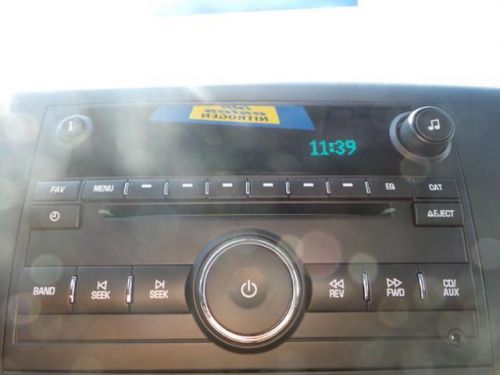 NITROGEN
11:39
i
FAV MENU EQ CAT
EJECT
BAND SEEK SEEK REV FWD CD/
AUX